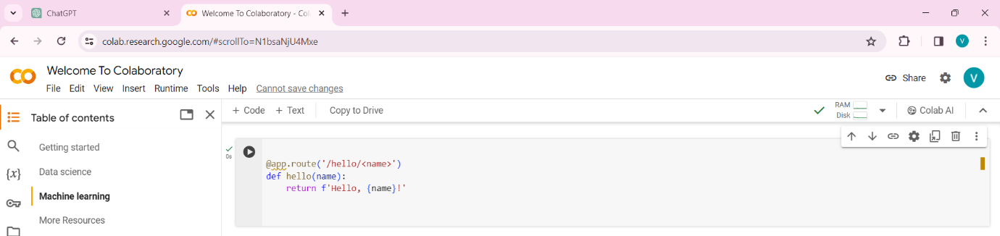 ChatGPT
Welcome To Colaboratory - Col
colab.research.google.com/#scrollTo=N1bsaNjU4Mxe
V
Welcome To Colaboratory
Share
V
File Edit View Insert Runtime Tools Help Cannot save changes
Table of contents
+ Code + Text Copy to Drive
RAM
Disk
Colab AI
Getting started
Data science
Machine learning
More Resources
{x}
0s
@app.route('/hello/<name>')
def hello(name):
return f'Hello, {name}!'